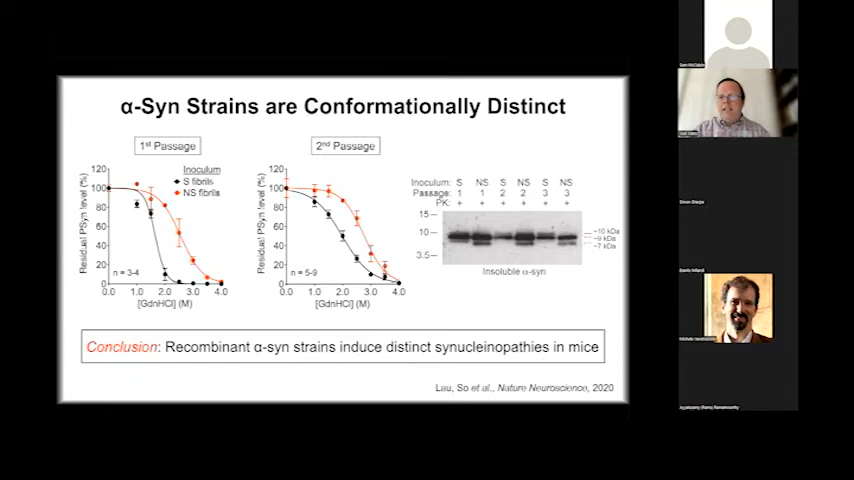 α-Syn Strains are Conformationally Distinct
1st Passage
2nd Passage
Inoculum
S fibrils
NS fibrils
Residual PSyn level (%)
120
100
80
60
40
20
0
n = 3-4
0.0 1.0 2.0 3.0 4.0
[GdnHCl] (M)
Residual PSyn level (%)
120
100
80
60
40
20
0
n = 5-9
0.0 1.0 2.0 3.0 4.0
[GdnHCl] (M)
Inoculum: S NS S NS S NS
Passage: 1 1 2 2 3 3
PK: + + + + + +
15
10
3.5
~10 kDa
~9 kDa
~7 kDa
Insoluble α-syn
Conclusion: Recombinant α-syn strains induce distinct synucleinopathies in mice
Lau, So et al., Nature Neuroscience, 2020